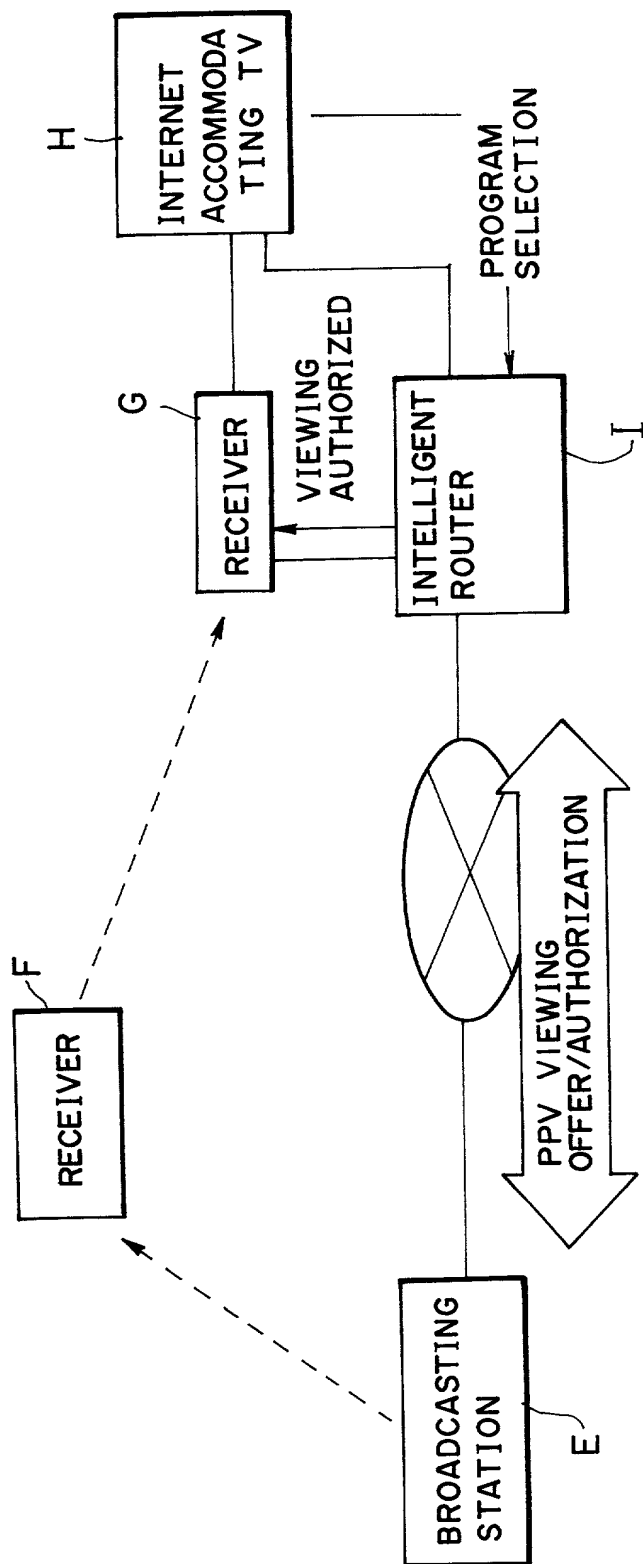 F
RECEIVER
G
RECEIVER
H
INTERNET
ACCOMMODA
TING TV
VIEWING
AUTHORIZED
PROGRAM
SELECTION
INTELLIGENT
ROUTER
I
PPV VIEWING
OFFER/AUTHORIZATION
BROADCASTING
STATION
E